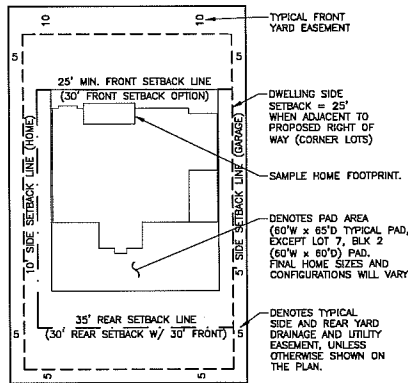 10
10
TYPICAL FRONT
YARD EASEMENT
5
5
25' MIN. FRONT SETBACK LINE
(30' FRONT SETBACK OPTION)
DWELLING SIDE
SETBACK = 25'
WHEN ADJACENT TO
PROPOSED RIGHT OF
WAY (CORNER LOTS)
10' SIDE SETBACK LINE (HOME)
5' SIDE SETBACK LINE (GARAGE)
SAMPLE HOME FOOTPRINT.
DENOTES PAD AREA
(60'W x 65'D TYPICAL PAD,
EXCEPT LOT 7, BLK 2
(60'W x 60'D) PAD.
FINAL HOME SIZES AND
CONFIGURATIONS WILL VARY
35' REAR SETBACK LINE
(30' REAR SETBACK W/ 30' FRONT)
5
5
DENOTES TYPICAL
SIDE AND REAR YARD
DRAINAGE AND UTILITY
EASEMENT, UNLESS
OTHERWISE SHOWN ON
THE PLAN.
5
5